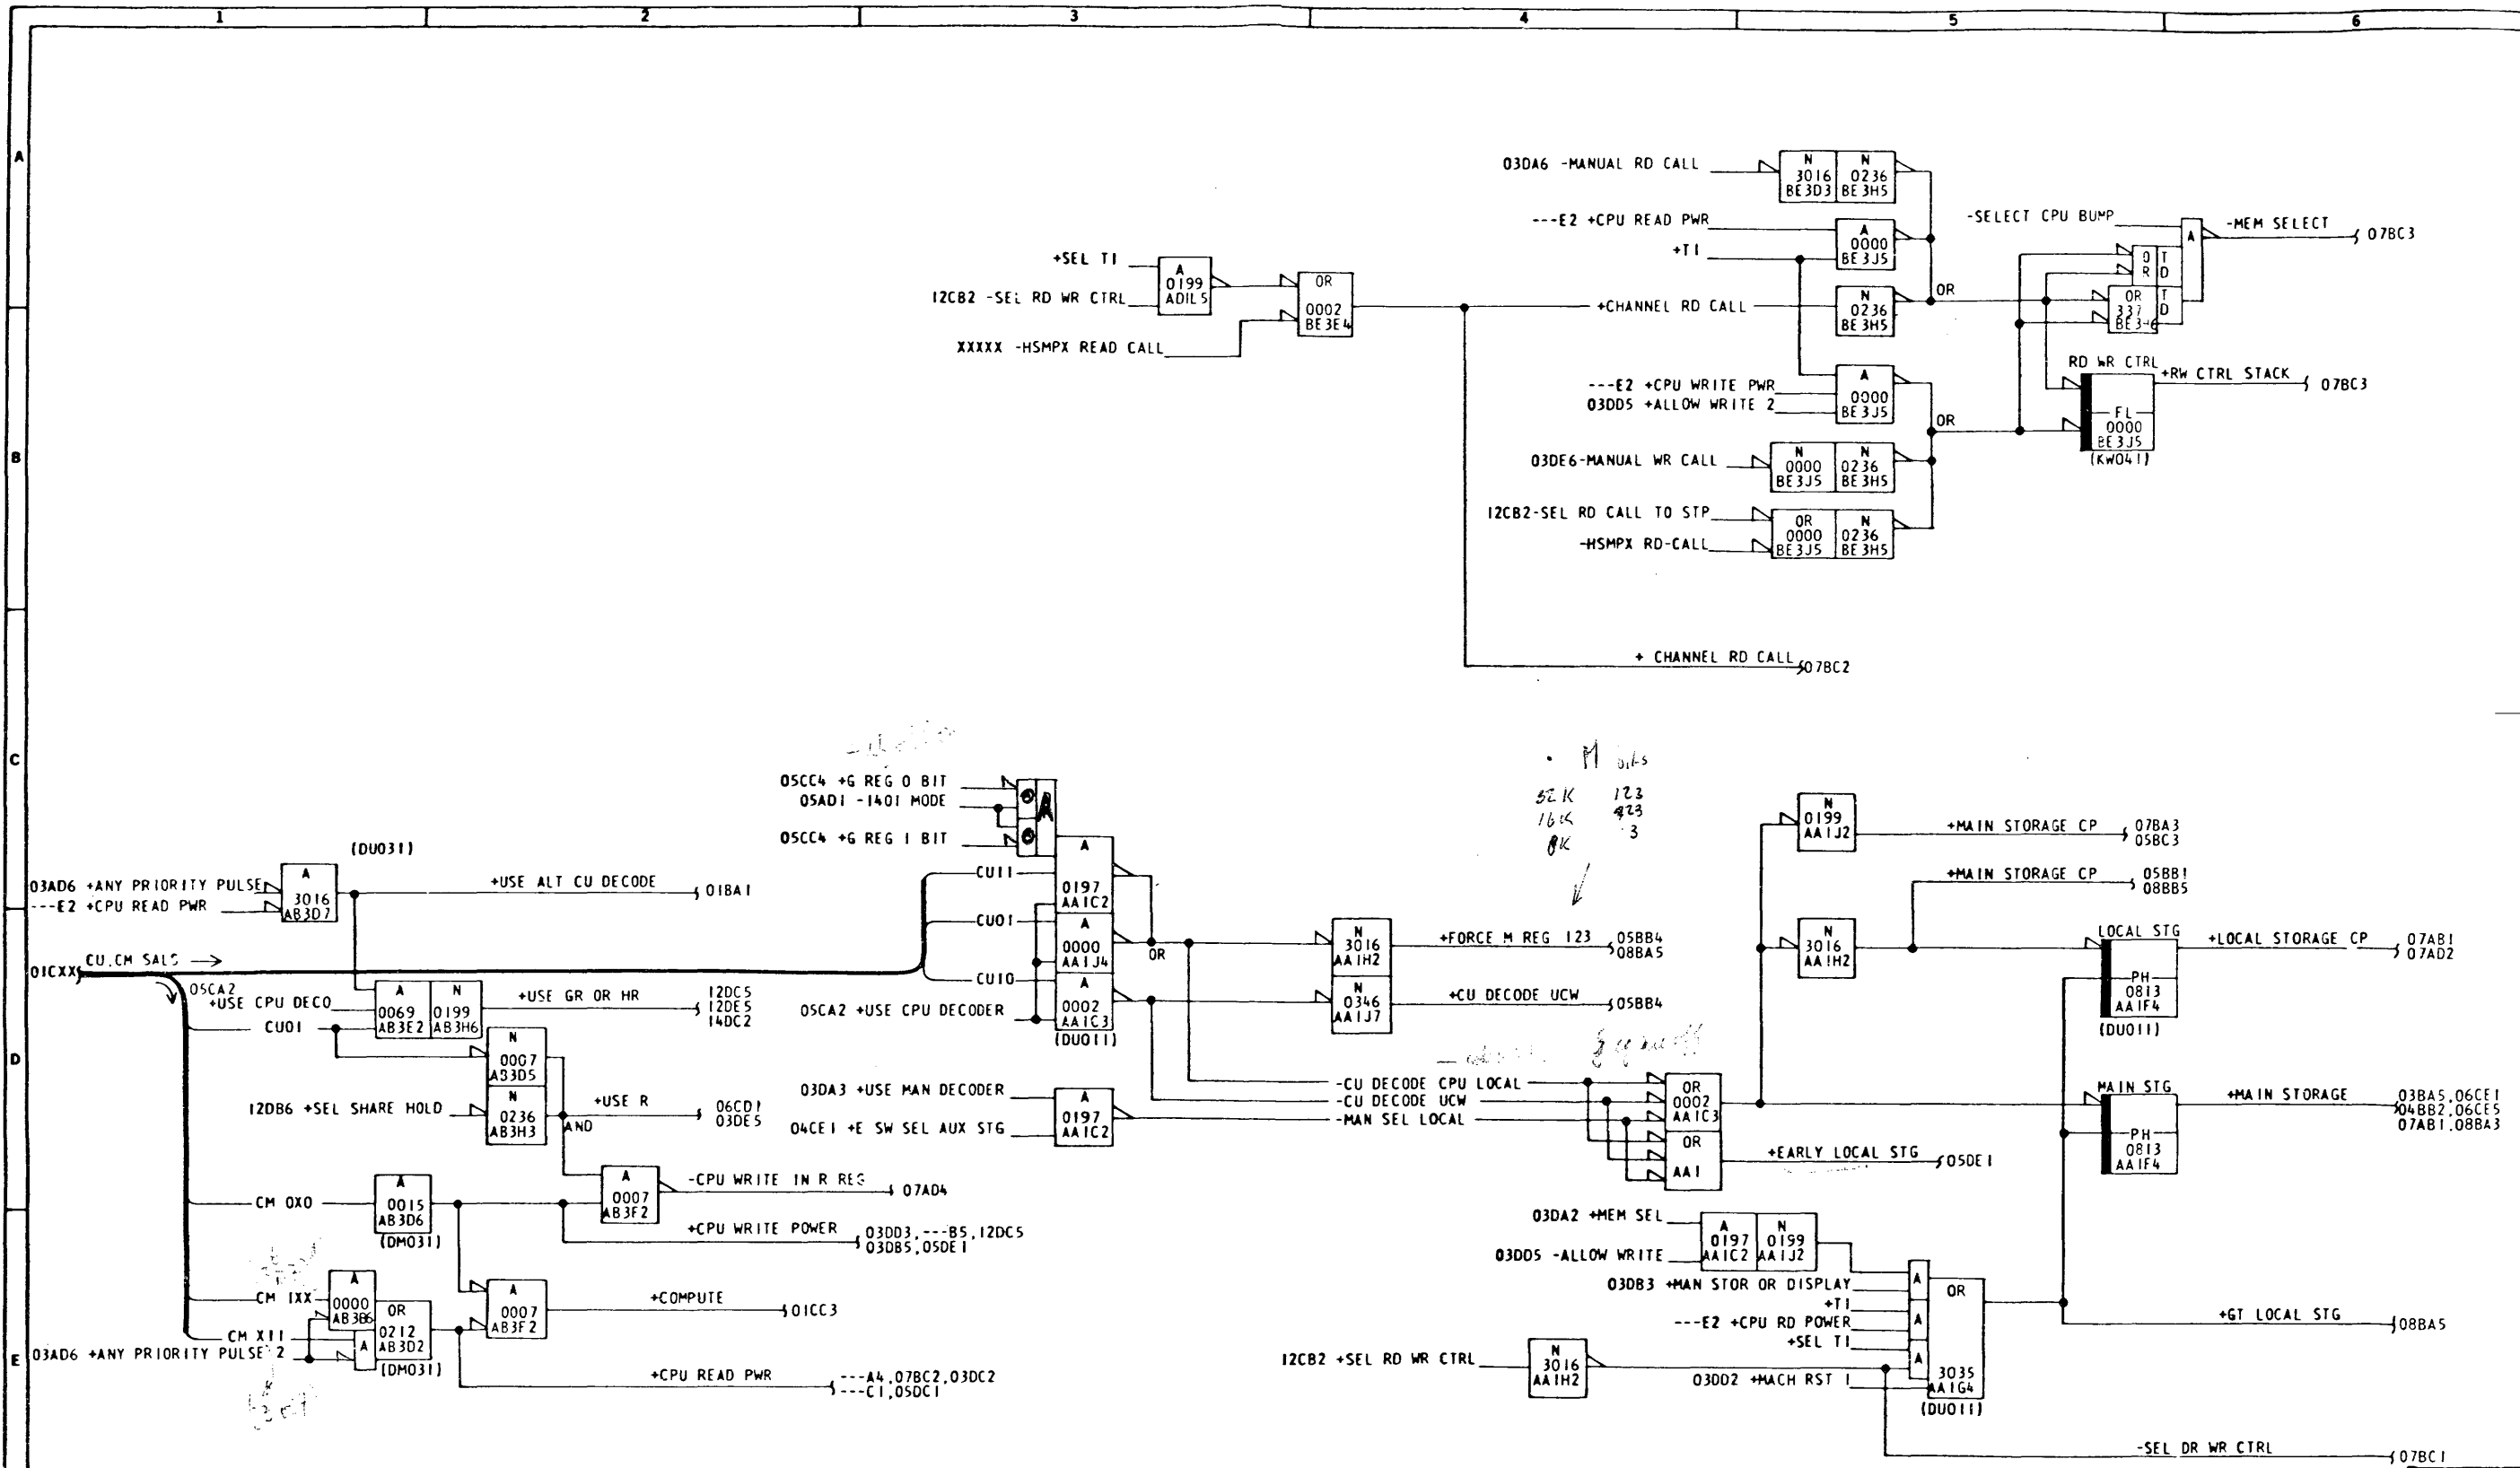 1 2 3 4 5 6
A
03DA6 -MANUAL RD CALL
N
3016
BE3D3
N
0236
BE3H5
---E2 +CPU READ PWR
+T1
A
0000
BE3J5
-SELECT CPU BUMP
A
-MEM SELECT
07BC3
+SEL T1
12CB2 -SEL RD WR CTRL
A
0199
AD1L5
XXXXX -HSMPX READ CALL
OR
0002
BE3E4
+CHANNEL RD CALL
N
0236
BE3H5
OR
O
R
T
D
OR
337
T
D
RD WR CTRL
+RW CTRL STACK
07BC3
FL
0000
BE3J5
(KW041)
---E2 +CPU WRITE PWR
03DD5 +ALLOW WRITE 2
A
0000
BE3J5
OR
B
03DE6-MANUAL WR CALL
N
0000
BE3J5
N
0236
BE3H5
12CB2-SEL RD CALL TO STP
-HSMPX RD-CALL
OR
0000
BE3J5
N
0236
BE3H5
+ CHANNEL RD CALL
07BC2
C
05CC4 +G REG 0 BIT
05AD1 -1401 MODE
05CC4 +G REG 1 BIT
O
O
A
M bits
32K 123
16K 23
8K 3
(DU031)
03AD6 +ANY PRIORITY PULSE
---E2 +CPU READ PWR
A
3016
AB3D7
+USE ALT CU DECODE
01BA1
CU11
A
0197
AA1C2
CU01
A
0000
AA1J4
OR
CU10
A
0002
AA1C3
(DU011)
05CA2 +USE CPU DECODER
N
3016
AA1H2
+FORCE M REG 123
05BB4
08BA5
N
0346
AA1J7
+CU DECODE UCW
05BB4
N
0199
AA1J2
+MAIN STORAGE CP
07BA3
05BC3
+MAIN STORAGE CP
05BB1
08BB5
N
3016
AA1H2
LOCAL STG
PH
0813
AA1F4
(DU011)
+LOCAL STORAGE CP
07AB1
07AD2
01CXX
CU,CM SALS
05CA2
+USE CPU DECO
CU01
A
0069
AB3E2
N
0199
AB3H6
+USE GR OR HR
12DC5
12DE5
14DC2
D
N
0007
AB3D5
12DB6 +SEL SHARE HOLD
N
0236
AB3H3
AND
+USE R
06CD1
03DE5
03DA3 +USE MAN DECODER
04CE1 +E SW SEL AUX STG
A
0197
AA1C2
-CU DECODE CPU LOCAL
-CU DECODE UCW
-MAN SEL LOCAL
OR
0002
AA1C3
OR
AA1
+EARLY LOCAL STG
05DE1
MAIN STG
PH
0813
AA1F4
+MAIN STORAGE
03BA5,06CE1
04BB2,06CE5
07AB1,08BA3
CM 0X0
A
0015
AB3D6
(DM031)
A
0007
AB3F2
-CPU WRITE IN R REG
07AD4
+CPU WRITE POWER
03DD3,---B5,12DC5
03DB5,05DE1
03DA2 +MEM SEL
03DD5 -ALLOW WRITE
A
0197
AA1C2
N
0199
AA1J2
CM 1XX
A
0000
AB3B6
OR
0212
AB3D2
(DM031)
CM X11
A
03AD6 +ANY PRIORITY PULSE 2
A
0007
AB3F2
+COMPUTE
01CC3
+CPU READ PWR
---A4,07BC2,03DC2
---C1,05DC1
03DB3 +MAN STOR OR DISPLAY
+T1
---E2 +CPU RD POWER
+SEL T1
A
A
A
OR
3035
AA1G4
(DU011)
E
12CB2 +SEL RD WR CTRL
N
3016
AA1H2
03DD2 +MACH RST 1
+GT LOCAL STG
08BA5
-SEL DR WR CTRL
07BC1